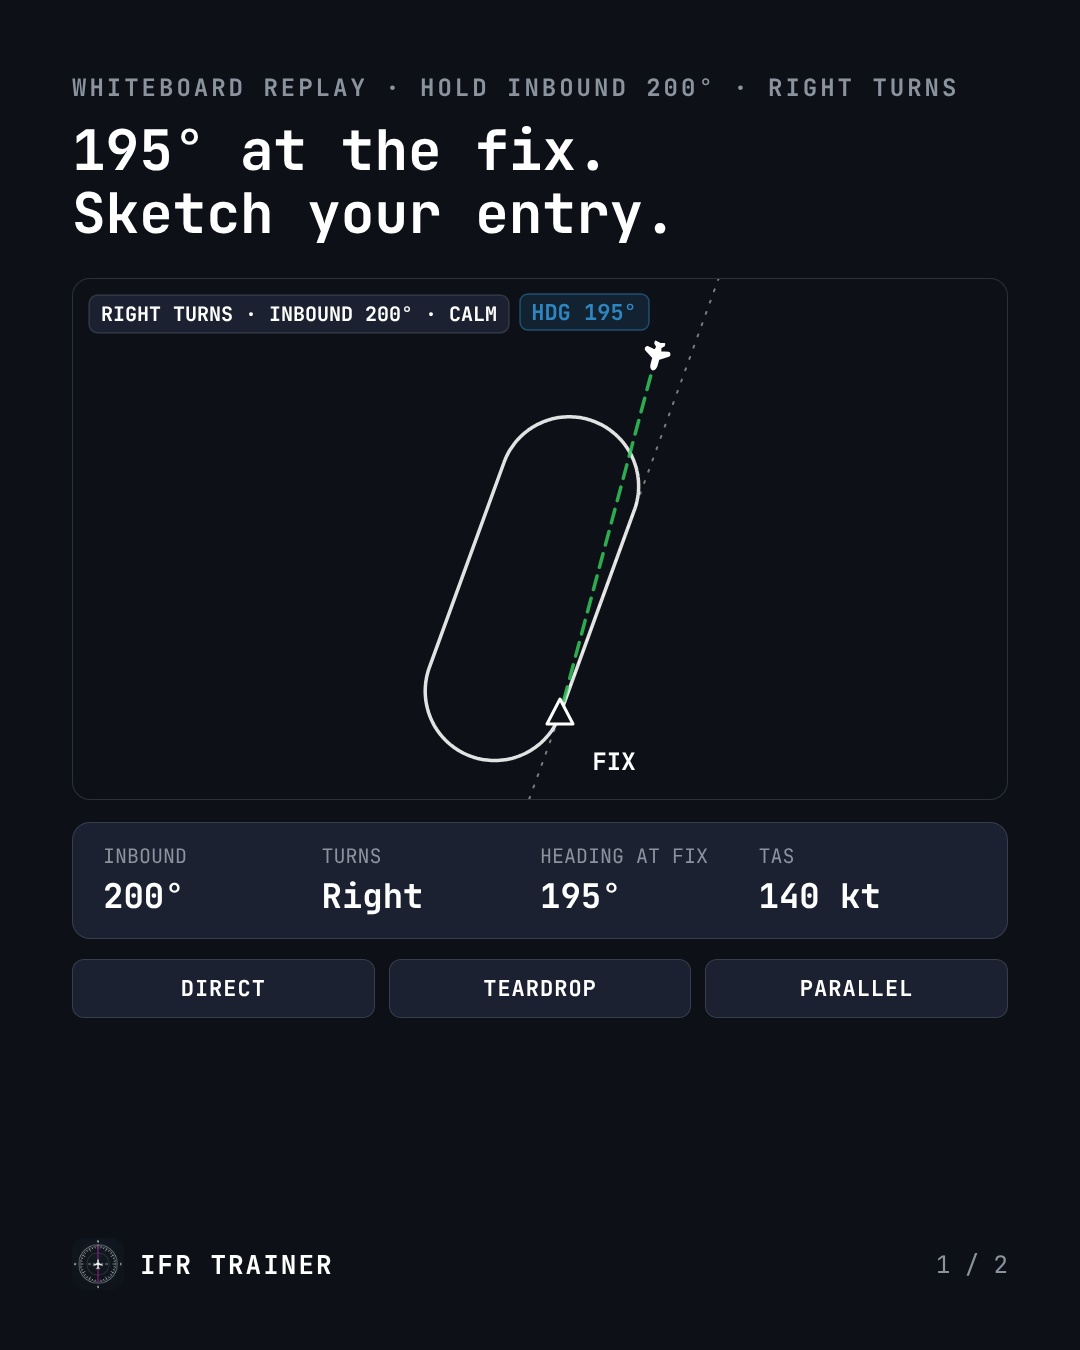 WHITEBOARD REPLAY · HOLD INBOUND 200° · RIGHT TURNS
195° at the fix.
Sketch your entry.
RIGHT TURNS · INBOUND 200° · CALM
HDG 195°
FIX
INBOUND TURNS HEADING AT FIX TAS
200° Right 195° 140 kt
DIRECT TEARDROP PARALLEL
IFR TRAINER 1 / 2